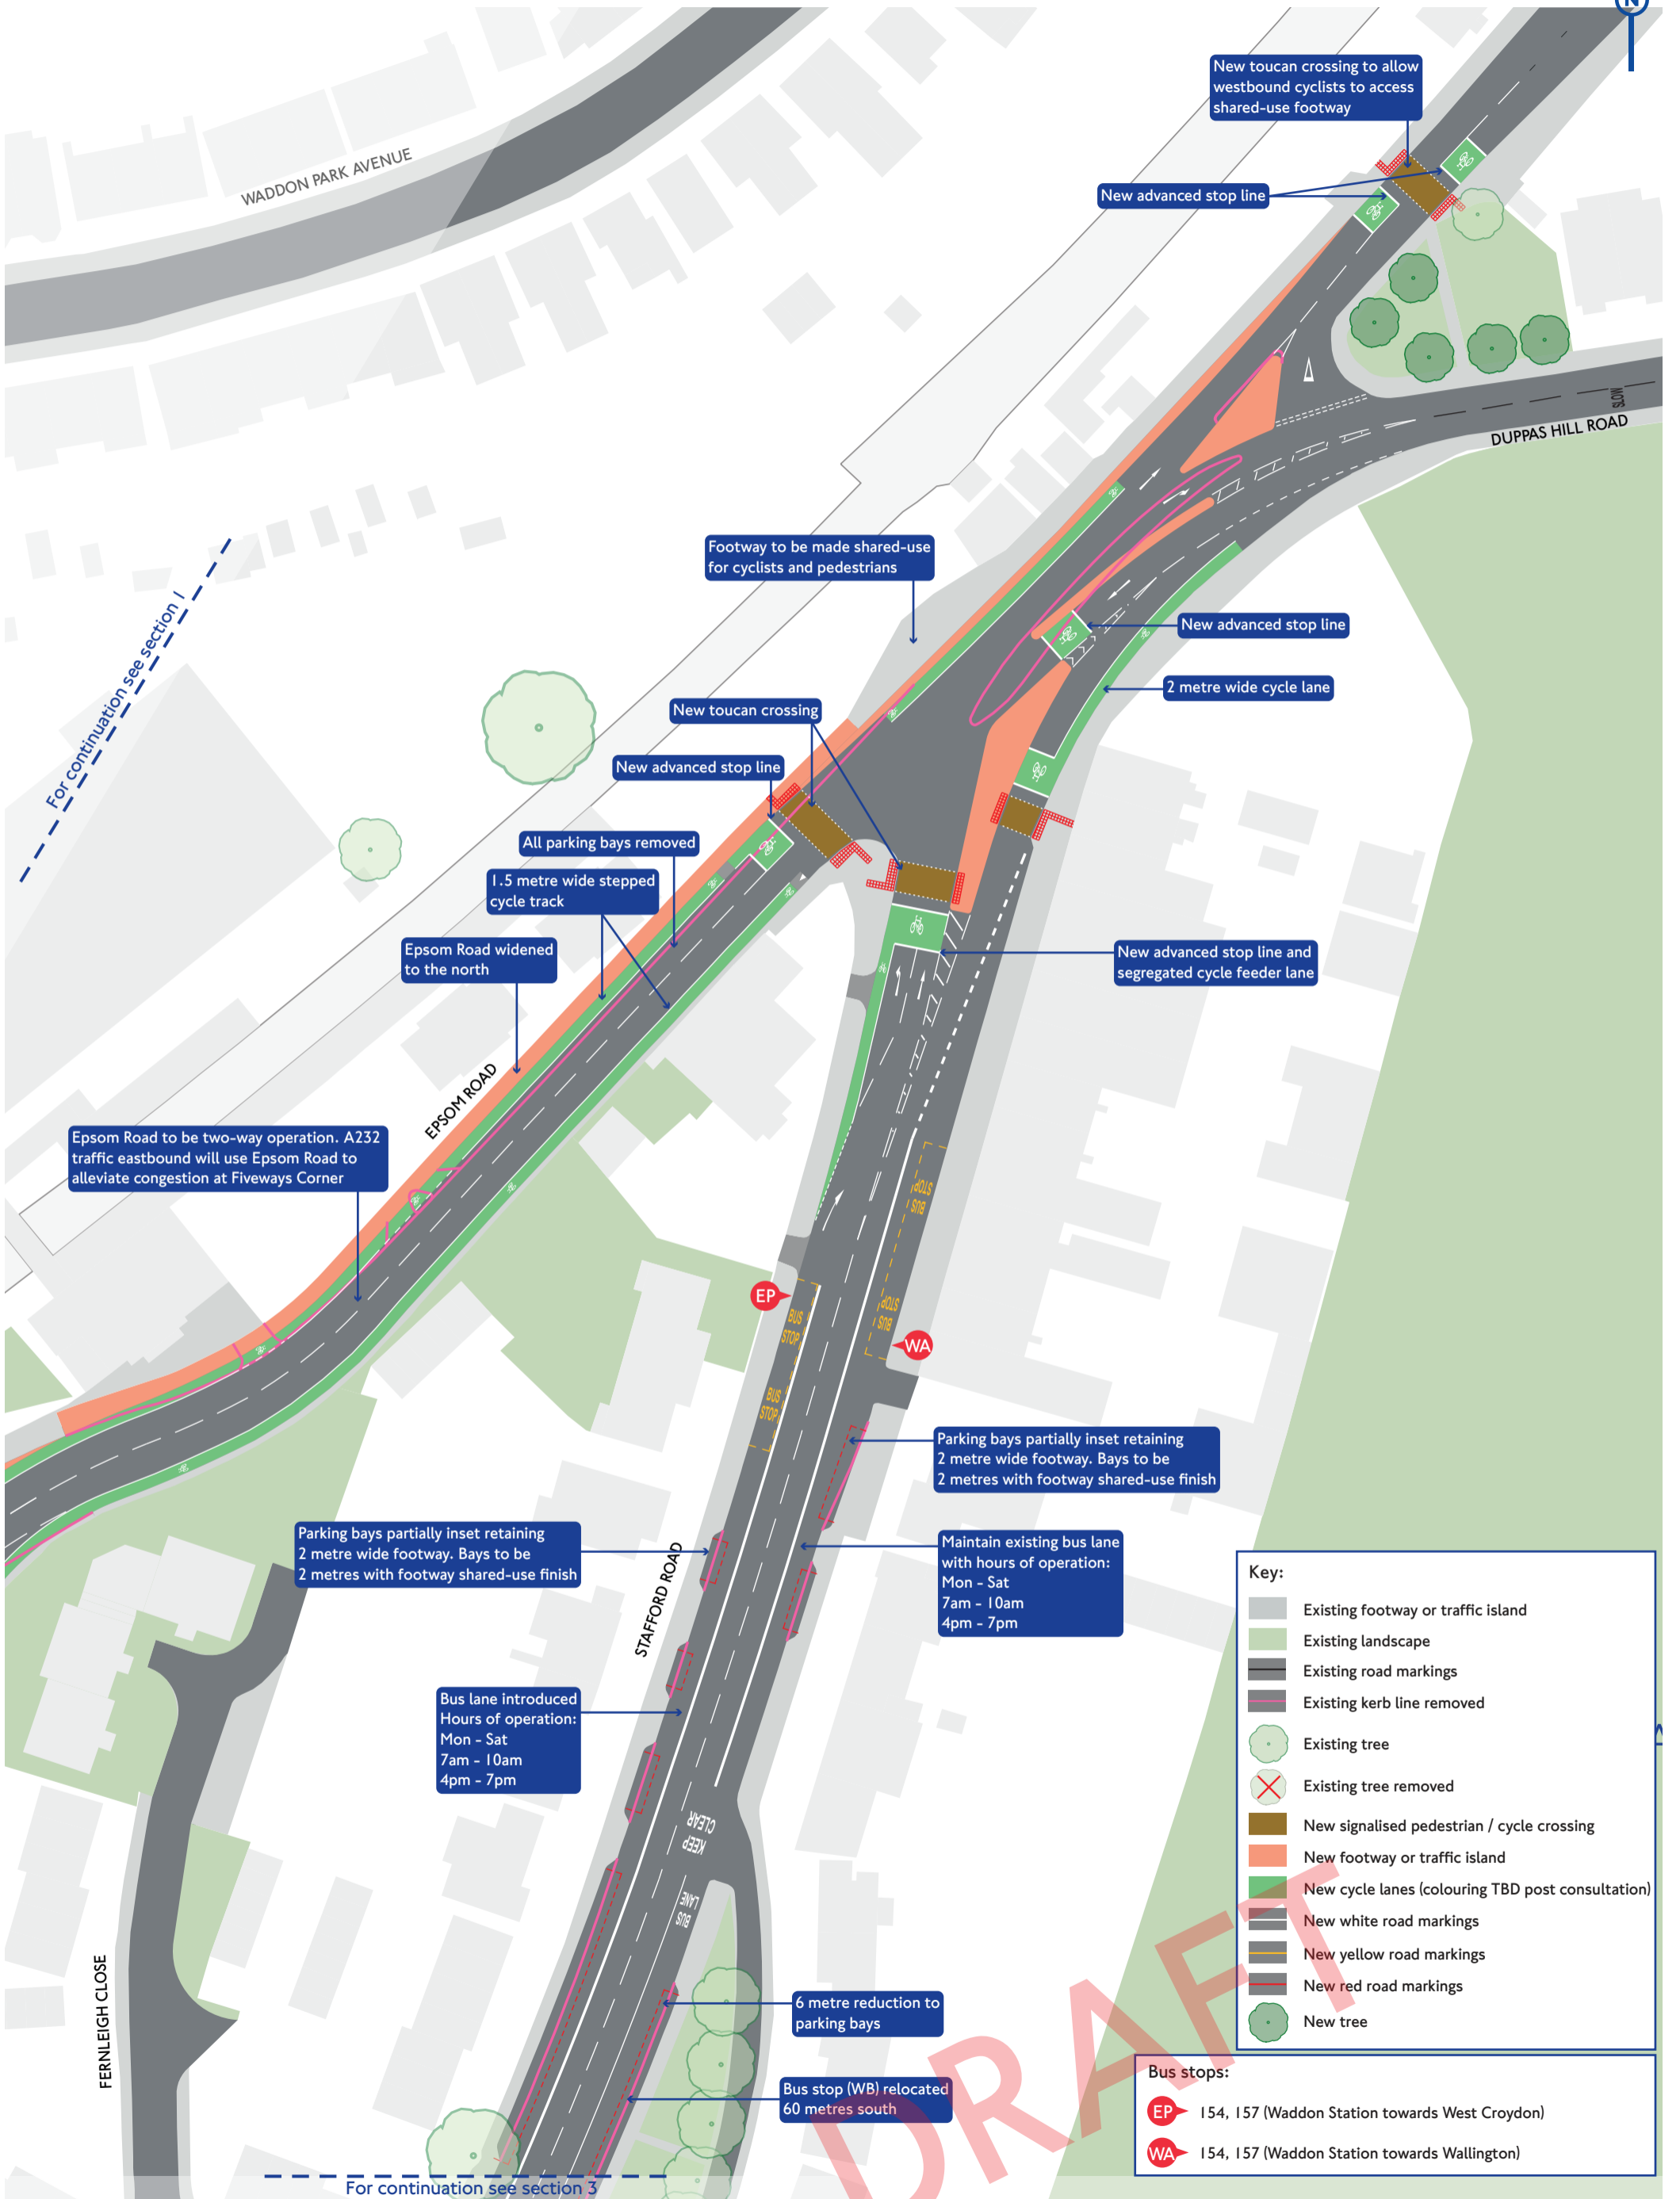 N
New toucan crossing to allow
westbound cyclists to access
shared-use footway
WADDON PARK AVENUE
New advanced stop line
SLOW
DUPPAS HILL ROAD
Footway to be made shared-use
for cyclists and pedestrians
For continuation see section 1
New advanced stop line
2 metre wide cycle lane
New toucan crossing
New advanced stop line
All parking bays removed
1.5 metre wide stepped
cycle track
Epsom Road widened
to the north
New advanced stop line and
segregated cycle feeder lane
EPSOM ROAD
Epsom Road to be two-way operation. A232
traffic eastbound will use Epsom Road to
alleviate congestion at Fiveways Corner
BUS
STOP
EP
BUS
STOP
BUS
STOP
WA
BUS
STOP
Parking bays partially inset retaining
2 metre wide footway. Bays to be
2 metres with footway shared-use finish
Parking bays partially inset retaining
2 metre wide footway. Bays to be
2 metres with footway shared-use finish
STAFFORD ROAD
Maintain existing bus lane
with hours of operation:
Mon - Sat
7am - 10am
4pm - 7pm
Bus lane introduced
Hours of operation:
Mon - Sat
7am - 10am
4pm - 7pm
KEEP
CLEAR
BUS
LANE
FERNLEIGH CLOSE
6 metre reduction to
parking bays
Bus stop (WB) relocated
60 metres south
For continuation see section 3
Key:
Existing footway or traffic island
Existing landscape
Existing road markings
Existing kerb line removed
Existing tree
Existing tree removed
New signalised pedestrian / cycle crossing
New footway or traffic island
New cycle lanes (colouring TBD post consultation)
New white road markings
New yellow road markings
New red road markings
New tree
Bus stops:
EP 154, 157 (Waddon Station towards West Croydon)
WA 154, 157 (Waddon Station towards Wallington)
DRAFT